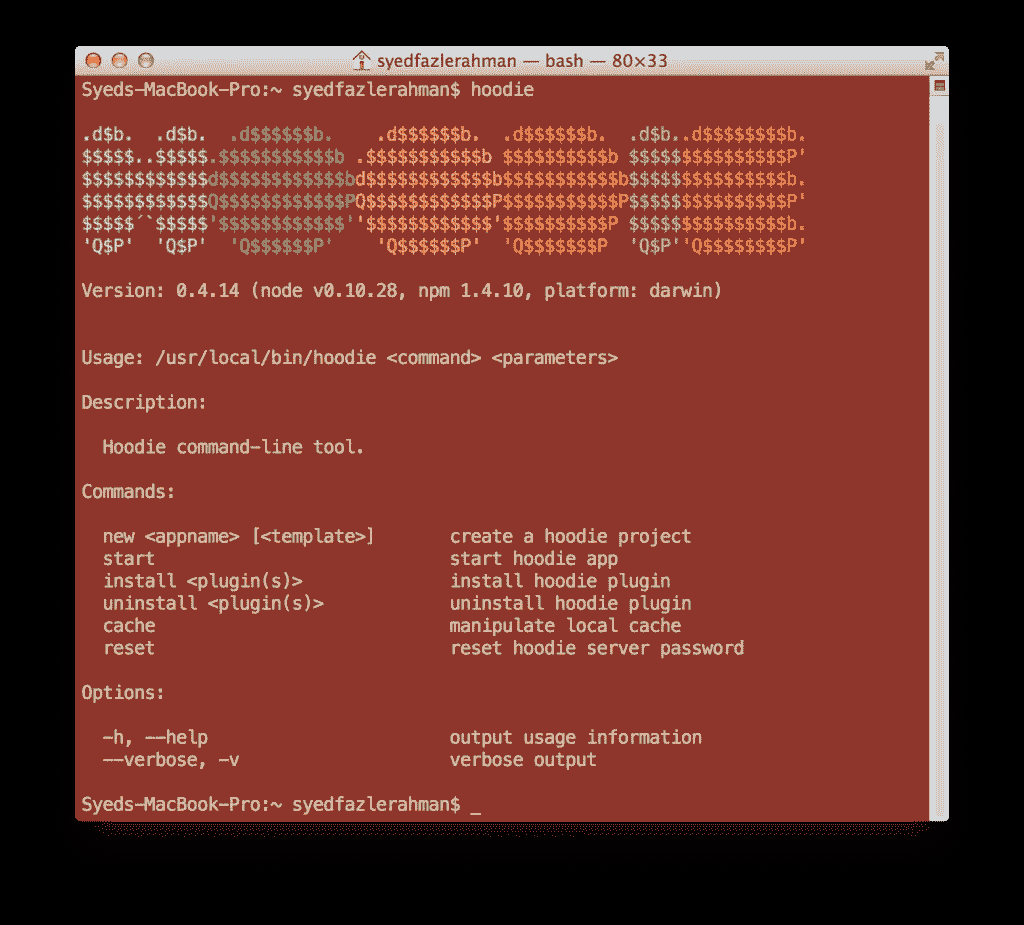 syedfazlerahman — bash — 80×33
Syeds-MacBook-Pro:~ syedfazlerahman$ hoodie
.d$b.  .d$b.  .d$$$$$$b.    .d$$$$$$b.  .d$$$$$$b.  .d$b..d$$$$$$$$b.
$$$$$..$$$$$.$$$$$$$$$$$b .$$$$$$$$$$$b $$$$$$$$$$b $$$$$$$$$$$$$$$P'
$$$$$$$$$$$$d$$$$$$$$$$$$bd$$$$$$$$$$$$b$$$$$$$$$$$b$$$$$$$$$$$$$$$b.
$$$$$$$$$$$$Q$$$$$$$$$$$$PQ$$$$$$$$$$$$P$$$$$$$$$$$P$$$$$$$$$$$$$$$P'
$$$$$´`$$$$$'$$$$$$$$$$$$''$$$$$$$$$$$$'$$$$$$$$$$P $$$$$$$$$$$$$$$b.
'Q$P'  'Q$P'  'Q$$$$$$P'    'Q$$$$$$P'  'Q$$$$$$$P  'Q$P''Q$$$$$$$$P'
Version: 0.4.14 (node v0.10.28, npm 1.4.10, platform: darwin)
Usage: /usr/local/bin/hoodie <command> <parameters>
Description:
Hoodie command-line tool.
Commands:
new <appname> [<template>] create a hoodie project
start start hoodie app
install <plugin(s)> install hoodie plugin
uninstall <plugin(s)> uninstall hoodie plugin
cache manipulate local cache
reset reset hoodie server password
Options:
-h, --help output usage information
--verbose, -v verbose output
Syeds-MacBook-Pro:~ syedfazlerahman$ _